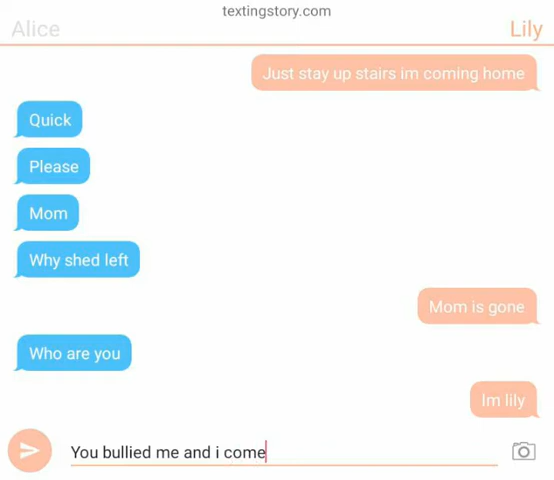 textingstory.com
Alice
Lily
Just stay up stairs im coming home
Quick
Please
Mom
Why shed left
Mom is gone
Who are you
Im lily
You bullied me and i come